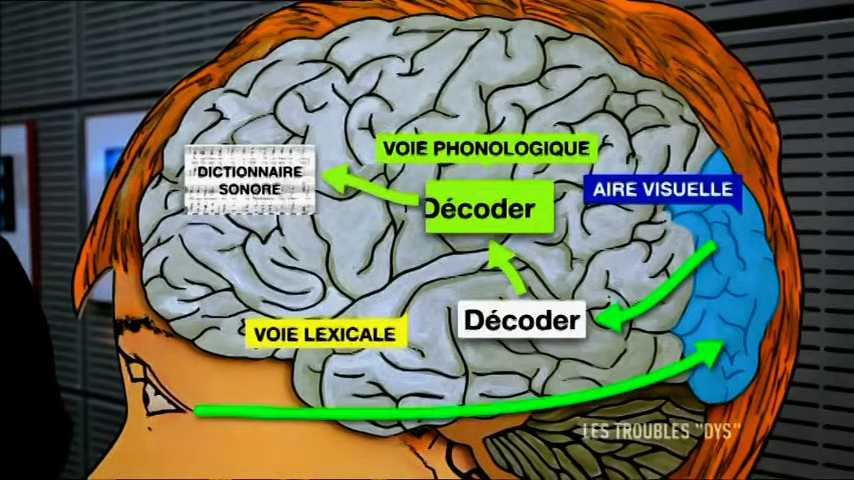 VOIE PHONOLOGIQUE
DICTIONNAIRE
SONORE
AIRE VISUELLE
Décoder
Décoder
VOIE LEXICALE
LES TROUBLES "DYS"